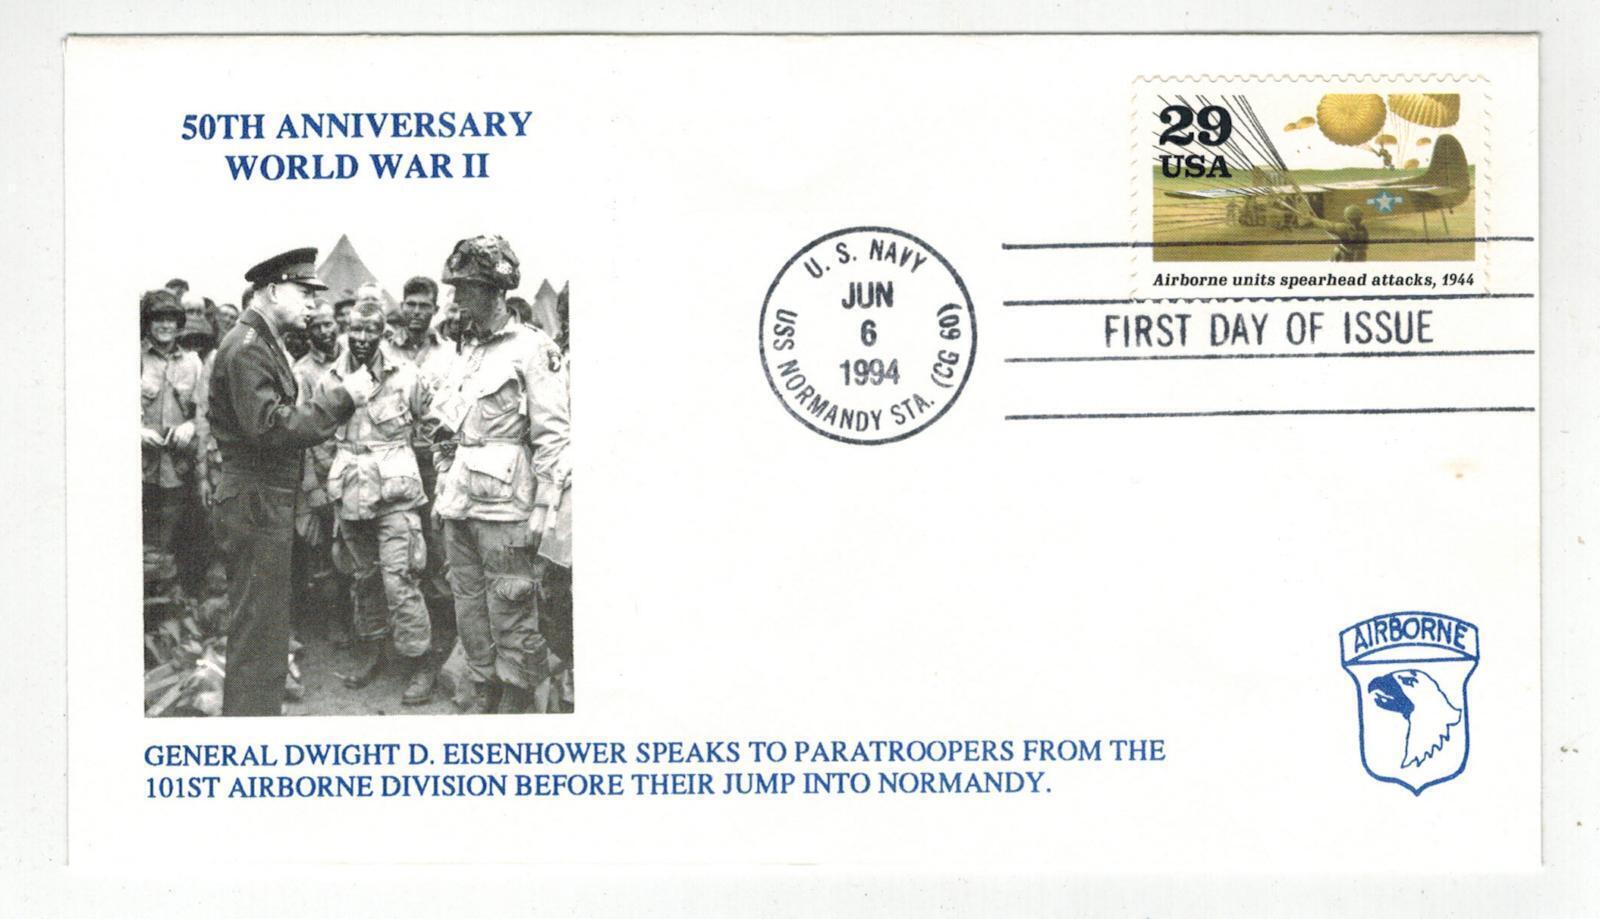 50TH ANNIVERSARY
WORLD WAR II
29
USA
Airborne units spearhead attacks, 1944
U. S. NAVY
JUN
6
1994
USS NORMANDY STA. (CG 60)
FIRST DAY OF ISSUE
AIRBORNE
GENERAL DWIGHT D. EISENHOWER SPEAKS TO PARATROOPERS FROM THE
101ST AIRBORNE DIVISION BEFORE THEIR JUMP INTO NORMANDY.